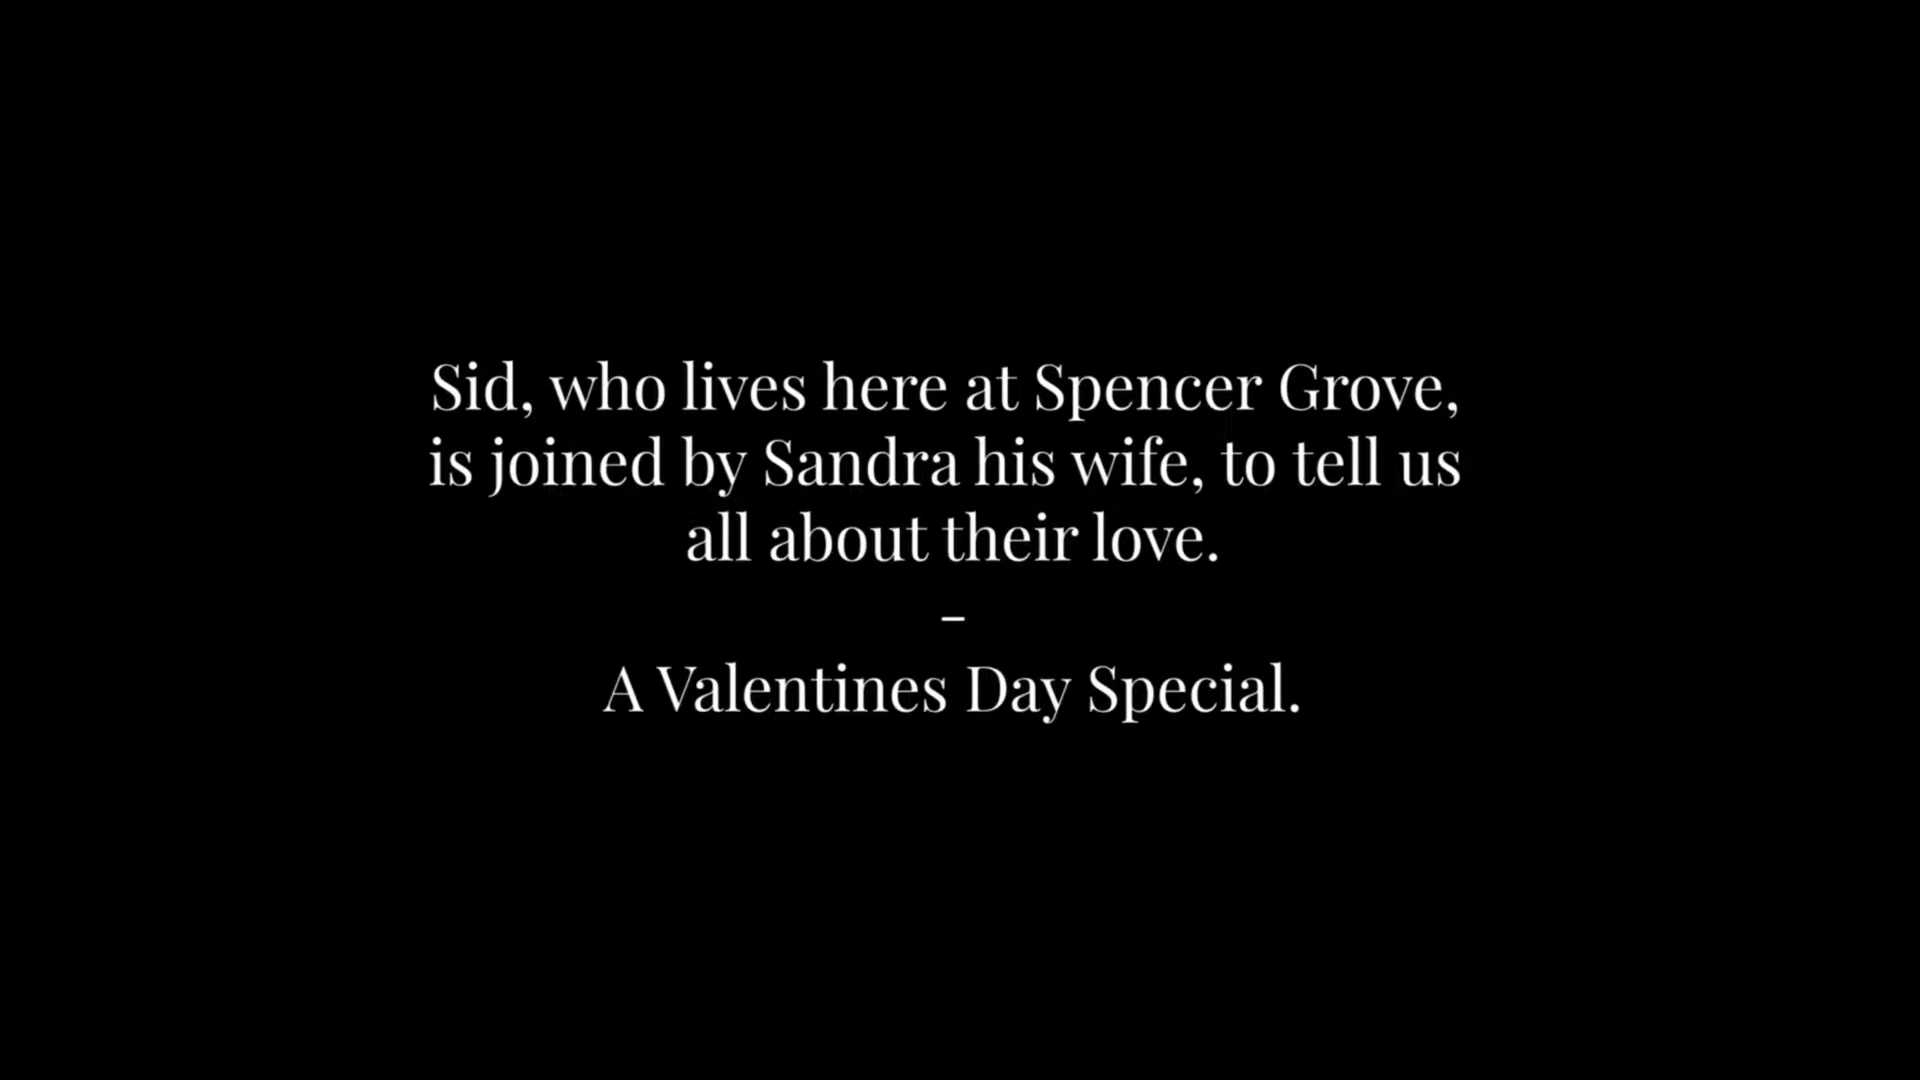 Sid, who lives here at Spencer Grove,
is joined by Sandra his wife, to tell us
all about their love.
–
A Valentines Day Special.